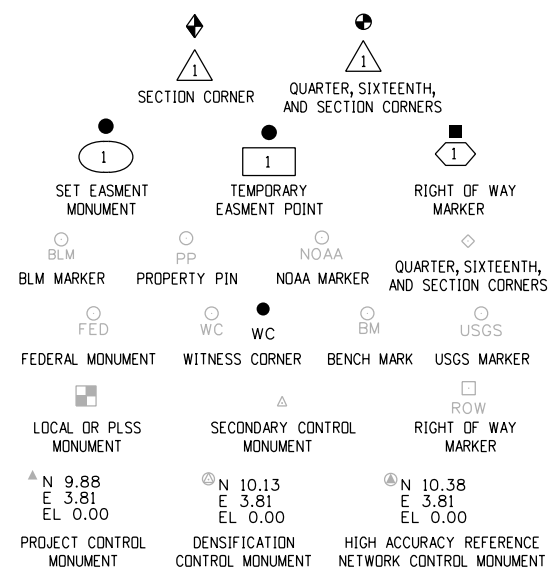 1
1
SECTION CORNER
QUARTER, SIXTEENTH,
AND SECTION CORNERS
1
1
1
SET EASMENT
MONUMENT
TEMPORARY
EASMENT POINT
RIGHT OF WAY
MARKER
BLM
PP
NOAA
BLM MARKER
PROPERTY PIN
NOAA MARKER
QUARTER, SIXTEENTH,
AND SECTION CORNERS
FED
WC
WC
BM
USGS
FEDERAL MONUMENT
WITNESS CORNER
BENCH MARK
USGS MARKER
ROW
LOCAL OR PLSS
MONUMENT
SECONDARY CONTROL
MONUMENT
RIGHT OF WAY
MARKER
N 9.88
E 3.81
EL 0.00
N 10.13
E 3.81
EL 0.00
N 10.38
E 3.81
EL 0.00
PROJECT CONTROL
MONUMENT
DENSIFICATION
CONTROL MONUMENT
HIGH ACCURACY REFERENCE
NETWORK CONTROL MONUMENT